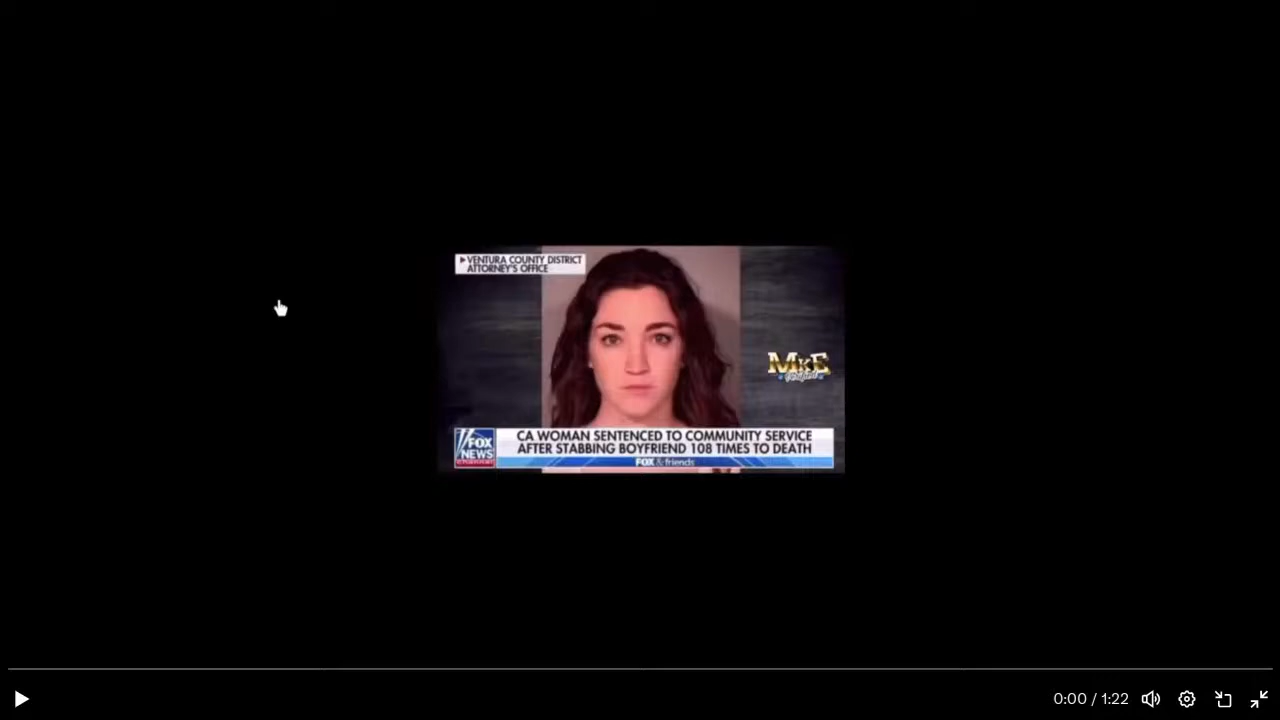 ▶VENTURA COUNTY DISTRICT
ATTORNEY'S OFFICE
MKE
FOX
NEWS
CA WOMAN SENTENCED TO COMMUNITY SERVICE
AFTER STABBING BOYFRIEND 108 TIMES TO DEATH
FOX & friends
0:00 / 1:22